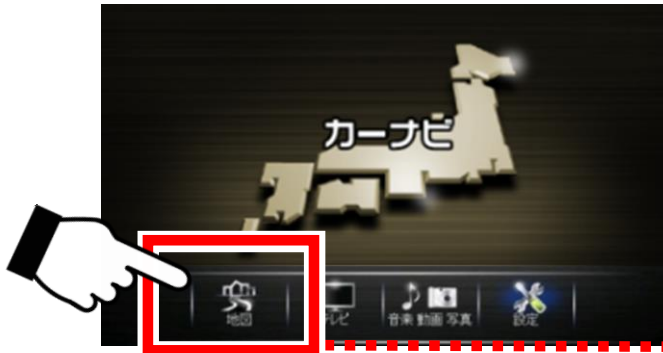 カーナビ
地図
テレビ
音楽 動画 写真
設定